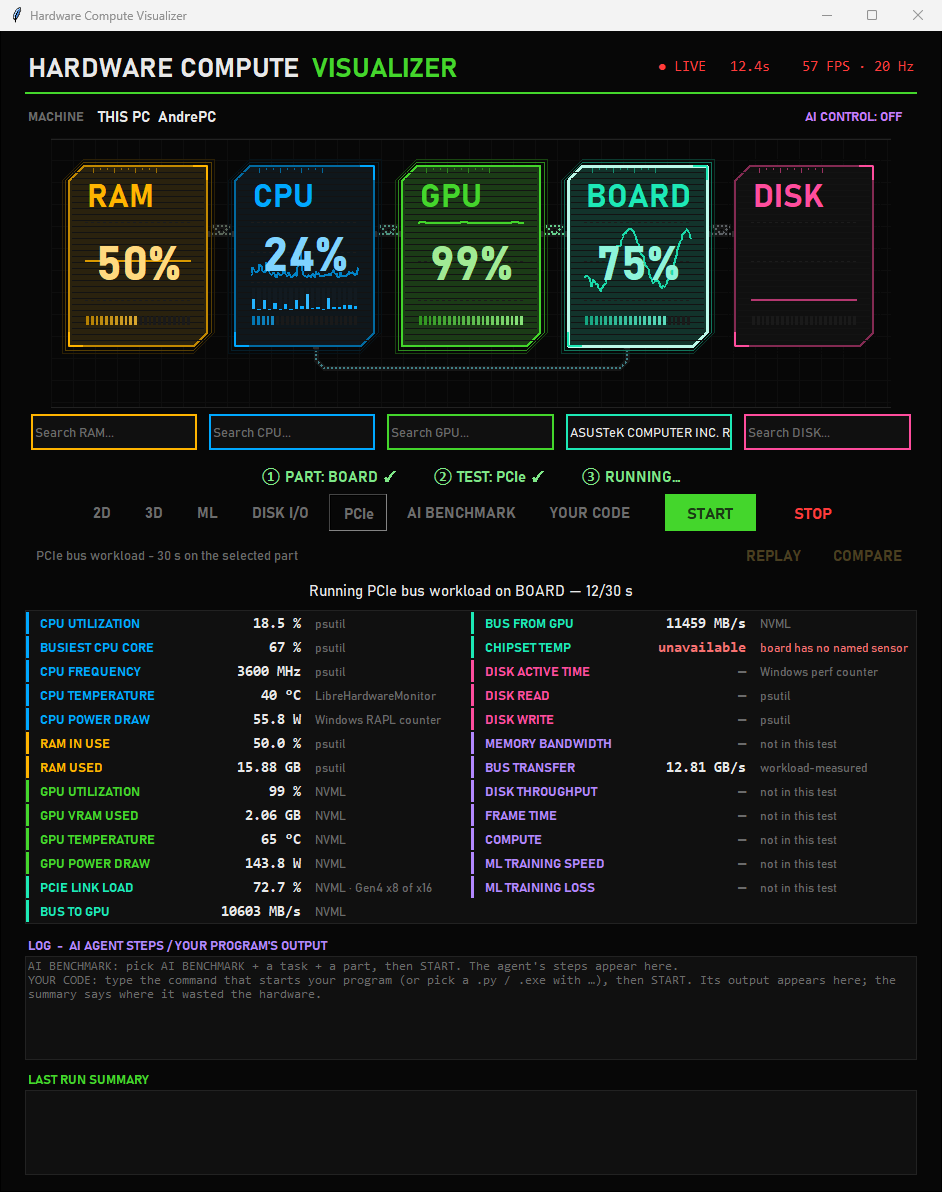 Hardware Compute Visualizer
HARDWARE COMPUTE VISUALIZER ● LIVE 12.4s 57 FPS · 20 Hz
MACHINE THIS PC AndrePC AI CONTROL: OFF
RAM CPU GPU BOARD DISK
50% 24% 99% 75%
Search RAM... Search CPU... Search GPU... ASUSTeK COMPUTER INC. R Search DISK...
① PART: BOARD ✓ ② TEST: PCIe ✓ ③ RUNNING…
2D 3D ML DISK I/O PCIe AI BENCHMARK YOUR CODE START STOP
PCIe bus workload - 30 s on the selected part REPLAY COMPARE
Running PCIe bus workload on BOARD — 12/30 s
CPU UTILIZATION 18.5 % psutil BUS FROM GPU 11459 MB/s NVML
BUSIEST CPU CORE 67 % psutil CHIPSET TEMP unavailable board has no named sensor
CPU FREQUENCY 3600 MHz psutil DISK ACTIVE TIME — Windows perf counter
CPU TEMPERATURE 40 °C LibreHardwareMonitor DISK READ — psutil
CPU POWER DRAW 55.8 W Windows RAPL counter DISK WRITE — psutil
RAM IN USE 50.0 % psutil MEMORY BANDWIDTH — not in this test
RAM USED 15.88 GB psutil BUS TRANSFER 12.81 GB/s workload-measured
GPU UTILIZATION 99 % NVML DISK THROUGHPUT — not in this test
GPU VRAM USED 2.06 GB NVML FRAME TIME — not in this test
GPU TEMPERATURE 65 °C NVML COMPUTE — not in this test
GPU POWER DRAW 143.8 W NVML ML TRAINING SPEED — not in this test
PCIE LINK LOAD 72.7 % NVML · Gen4 x8 of x16 ML TRAINING LOSS — not in this test
BUS TO GPU 10603 MB/s NVML
LOG - AI AGENT STEPS / YOUR PROGRAM'S OUTPUT
AI BENCHMARK: pick AI BENCHMARK + a task + a part, then START. The agent's steps appear here.
YOUR CODE: type the command that starts your program (or pick a .py / .exe with …), then START. Its output appears here; the
summary says where it wasted the hardware.
LAST RUN SUMMARY